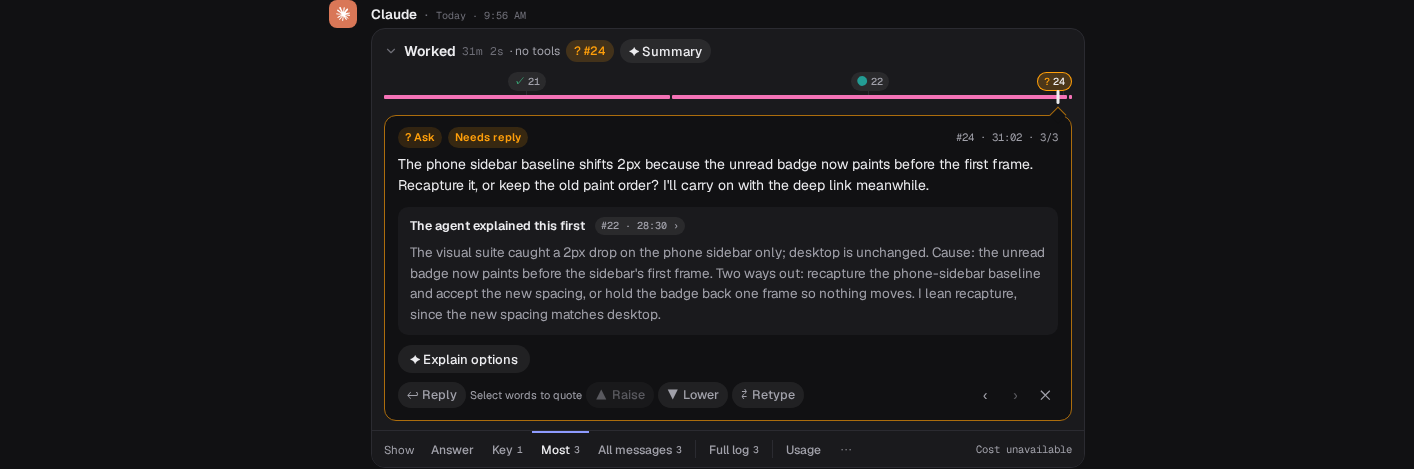 Claude · Today · 9:56 AM
Worked 31m 2s · no tools ? #24 ✦ Summary
✓ 21 22 ? 24
? Ask Needs reply #24 · 31:02 · 3/3
The phone sidebar baseline shifts 2px because the unread badge now paints before the first frame.
Recapture it, or keep the old paint order? I'll carry on with the deep link meanwhile.
The agent explained this first #22 · 28:30 ›
The visual suite caught a 2px drop on the phone sidebar only; desktop is unchanged. Cause: the unread
badge now paints before the sidebar's first frame. Two ways out: recapture the phone-sidebar baseline
and accept the new spacing, or hold the badge back one frame so nothing moves. I lean recapture,
since the new spacing matches desktop.
✦ Explain options
↩ Reply Select words to quote ▲ Raise ▼ Lower ⇄ Retype ‹ › ✕
Show Answer Key 1 Most 3 All messages 3 Full log 3 Usage ··· Cost unavailable